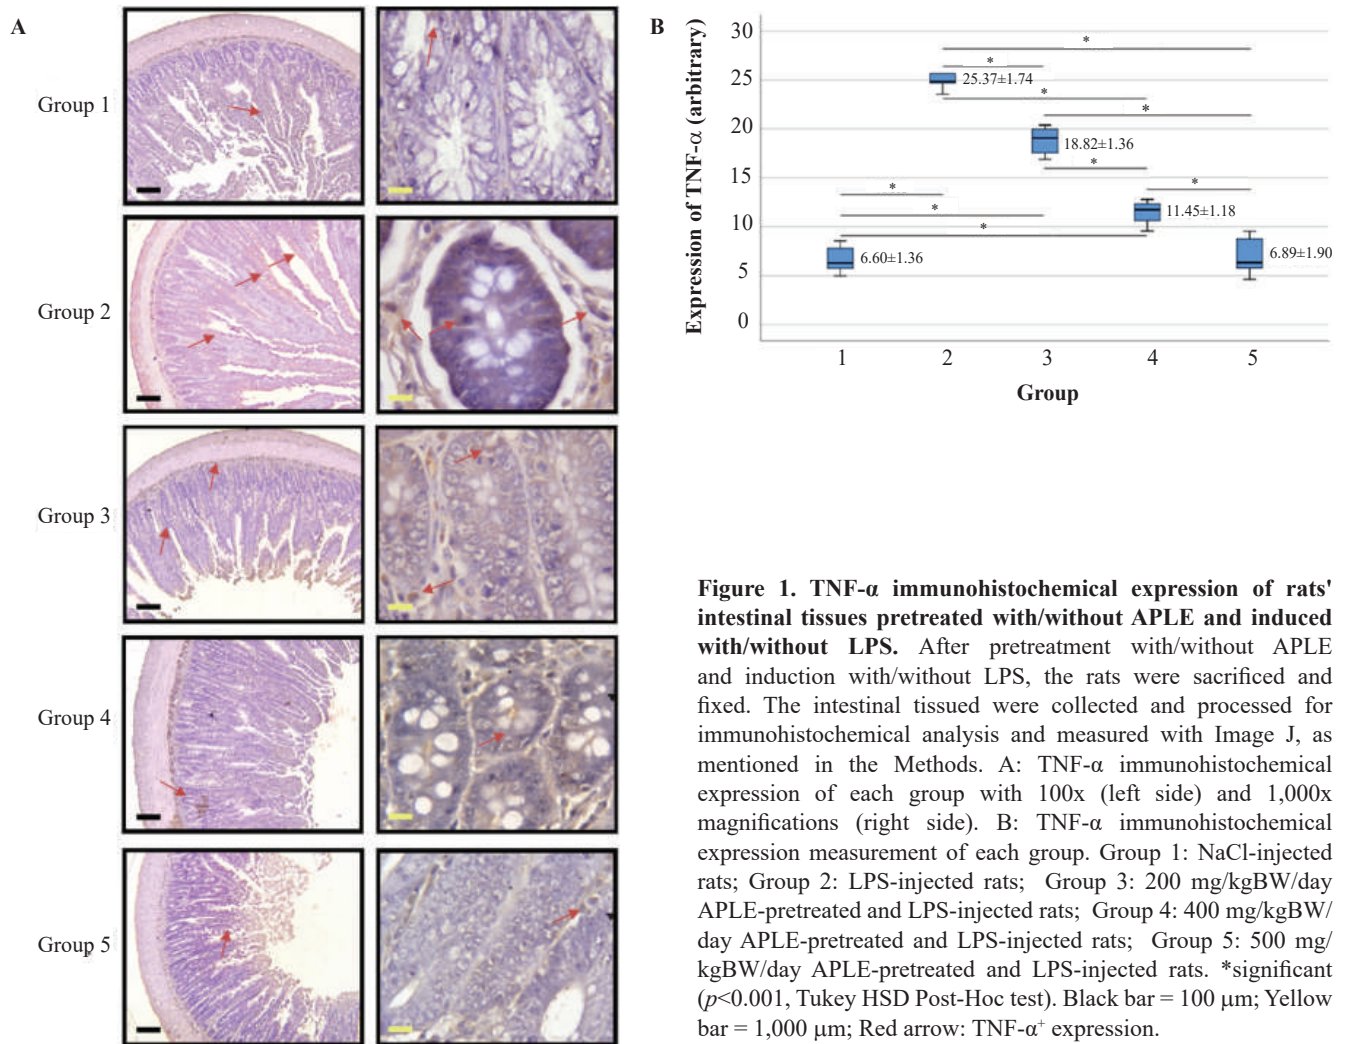 A
Group 1
Group 2
Group 3
Group 4
Group 5
B
Expression of TNF-α (arbitrary)
30
25
20
15
10
5
0
*
*
25.37±1.74
*
*
18.82±1.36
*
*
*
*
11.45±1.18
*
6.60±1.36
6.89±1.90
1 2 3 4 5
Group
Figure 1. TNF-α immunohistochemical expression of rats'
intestinal tissues pretreated with/without APLE and induced
with/without LPS. After pretreatment with/without APLE
and induction with/without LPS, the rats were sacrificed and
fixed. The intestinal tissued were collected and processed for
immunohistochemical analysis and measured with Image J, as
mentioned in the Methods. A: TNF-α immunohistochemical
expression of each group with 100x (left side) and 1,000x
magnifications (right side). B: TNF-α immunohistochemical
expression measurement of each group. Group 1: NaCl-injected
rats; Group 2: LPS-injected rats; Group 3: 200 mg/kgBW/day
APLE-pretreated and LPS-injected rats; Group 4: 400 mg/kgBW/
day APLE-pretreated and LPS-injected rats; Group 5: 500 mg/
kgBW/day APLE-pretreated and LPS-injected rats. *significant
(p<0.001, Tukey HSD Post-Hoc test). Black bar = 100 μm; Yellow
bar = 1,000 μm; Red arrow: TNF-α⁺ expression.